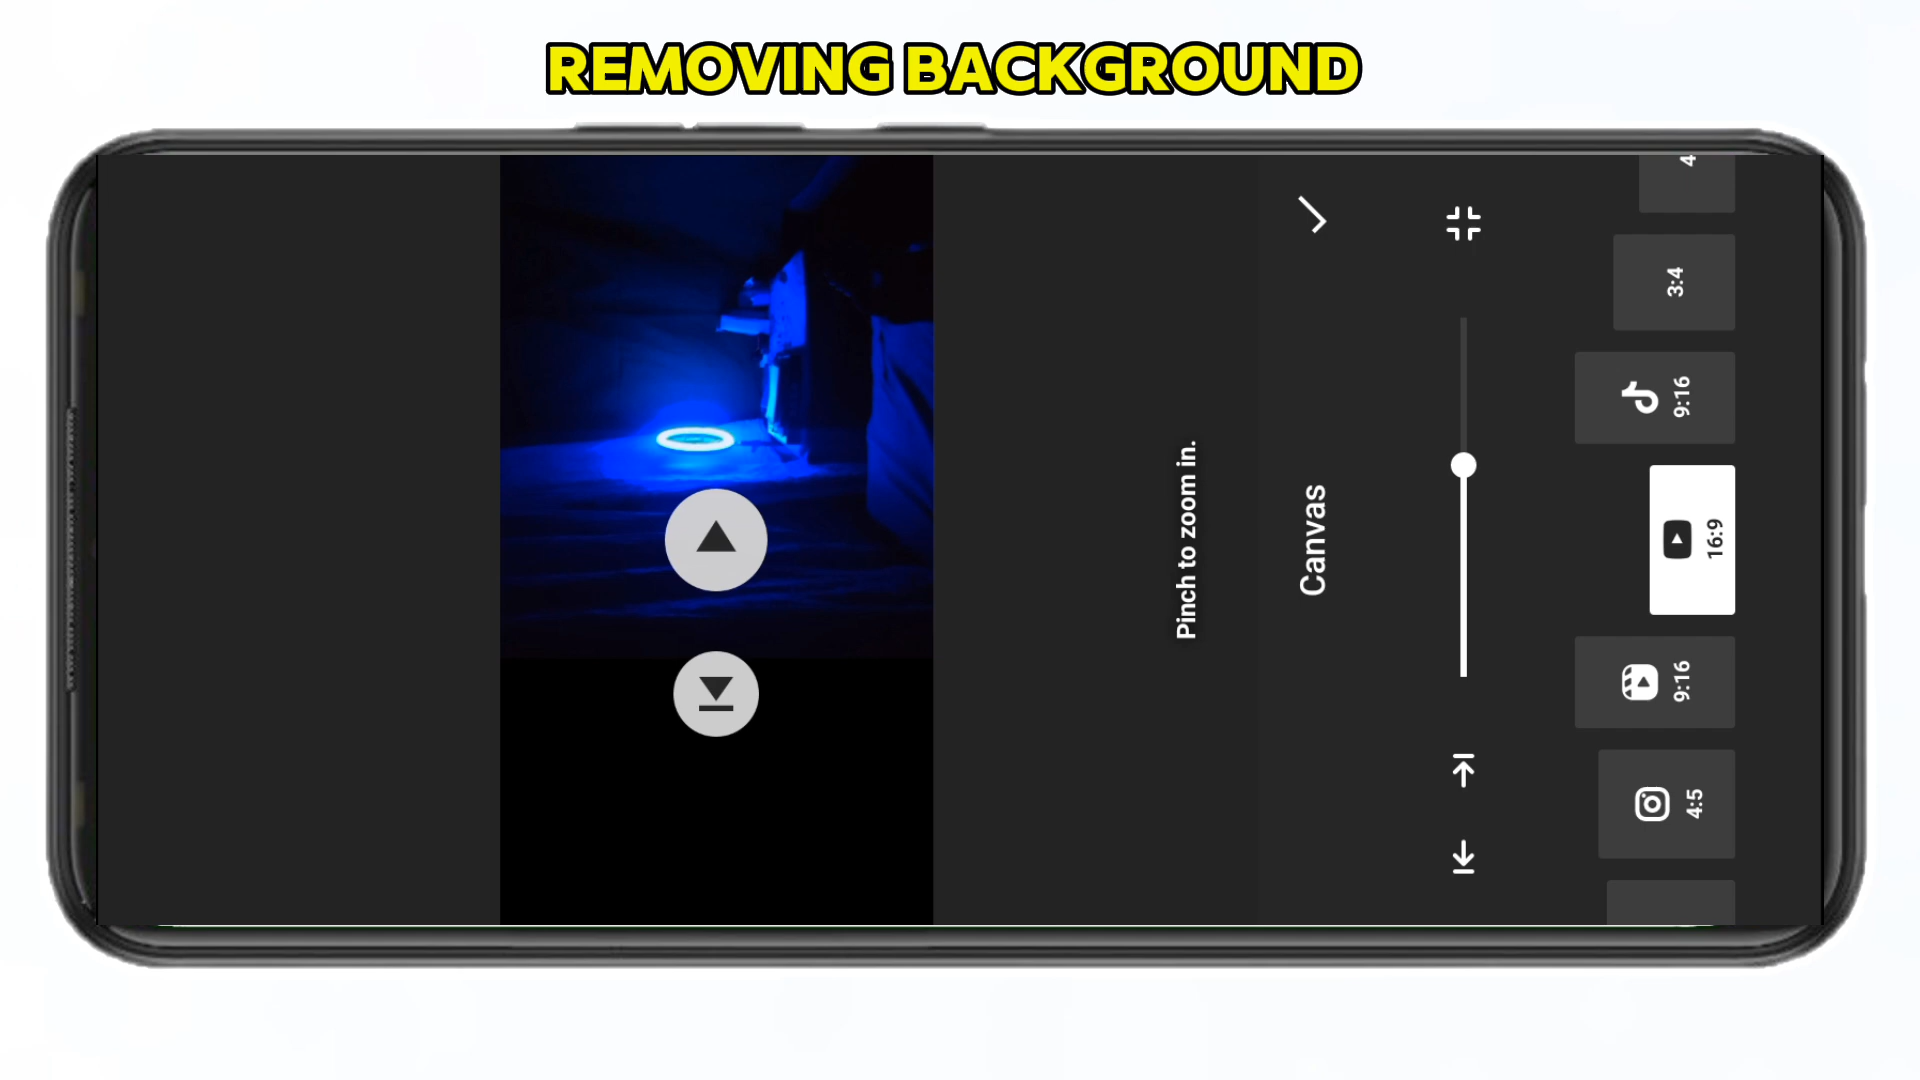 REMOVING BACKGROUND
Pinch to zoom in.
Canvas
4
3:4
9:16
16:9
9:16
4:5